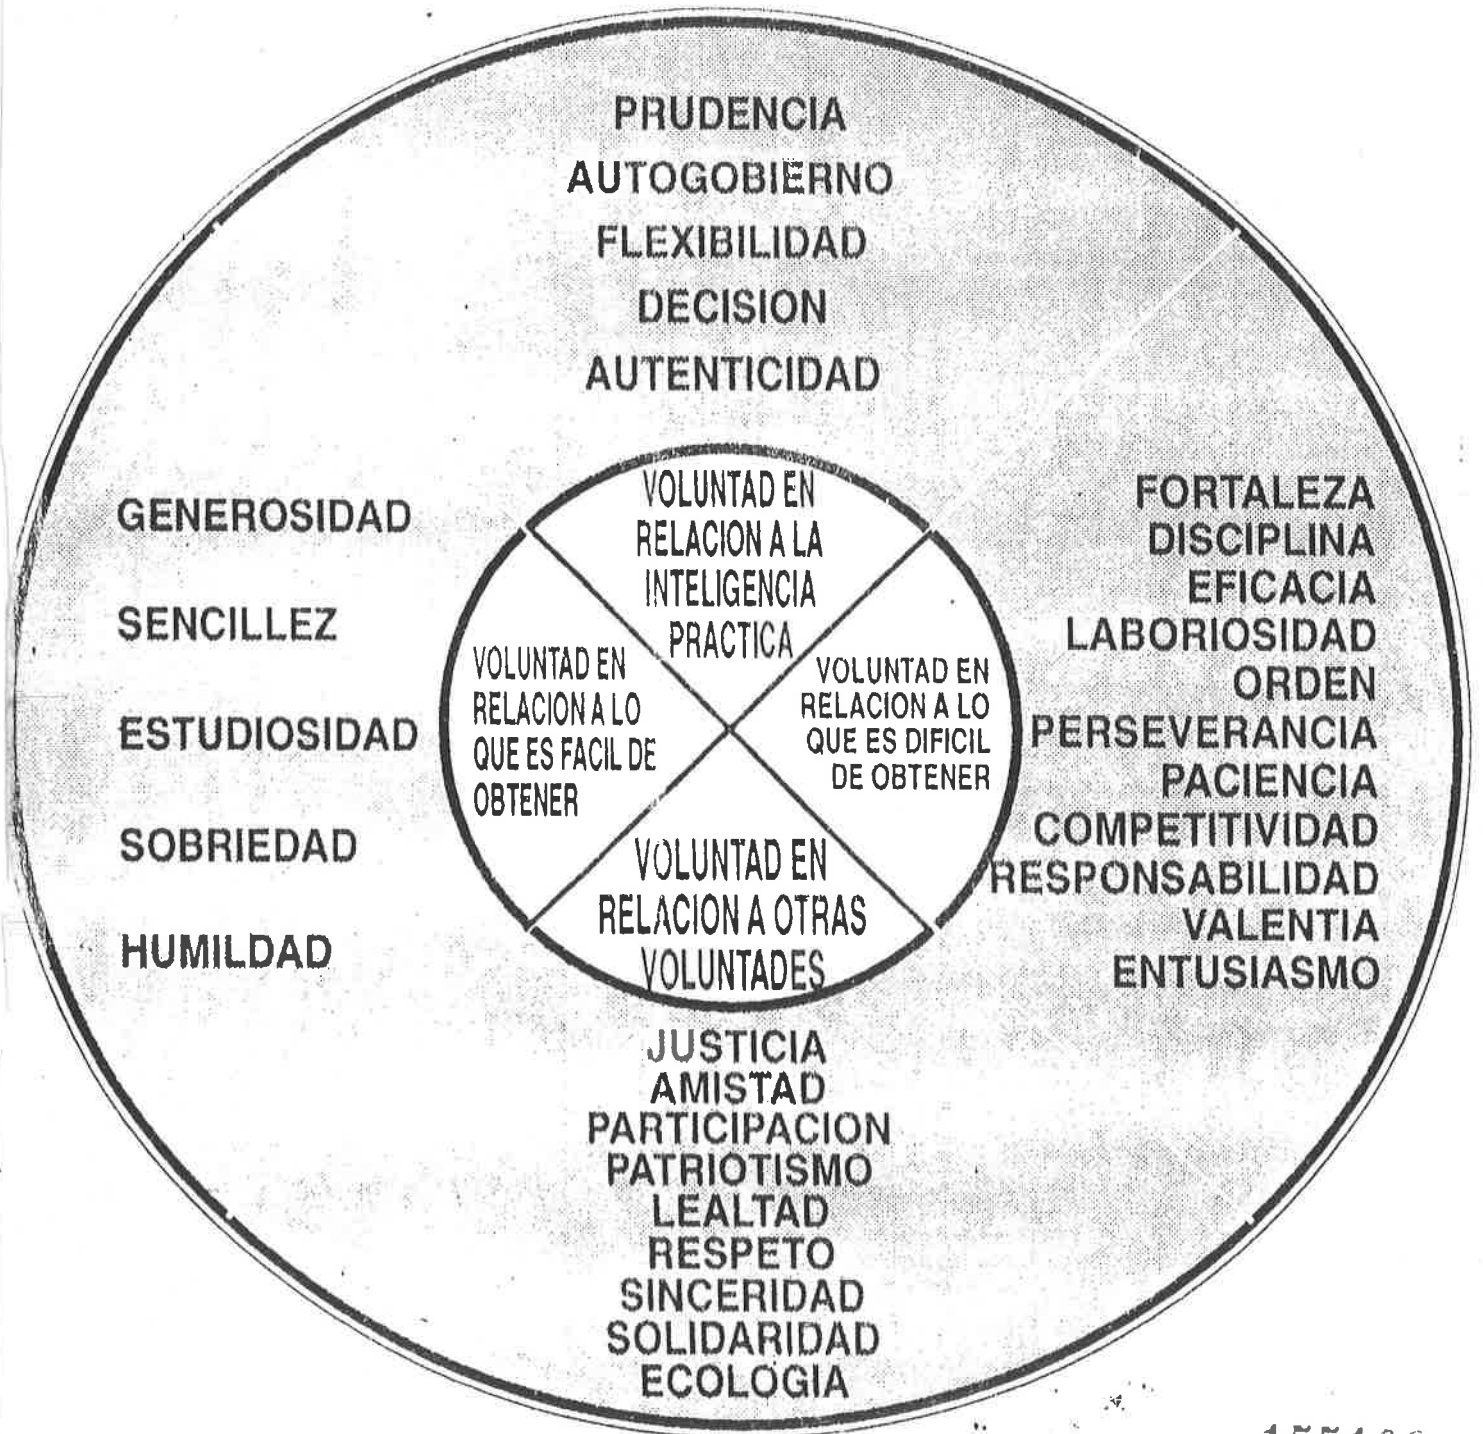 PRUDENCIA
AUTOGOBIERNO
FLEXIBILIDAD
DECISION
AUTENTICIDAD
GENEROSIDAD
SENCILLEZ
ESTUDIOSIDAD
SOBRIEDAD
HUMILDAD
VOLUNTAD EN
RELACION A LA
INTELIGENCIA
PRACTICA
VOLUNTAD EN
RELACION A LO
QUE ES FACIL DE
OBTENER
VOLUNTAD EN
RELACION A LO
QUE ES DIFICIL
DE OBTENER
VOLUNTAD EN
RELACION A OTRAS
VOLUNTADES
FORTALEZA
DISCIPLINA
EFICACIA
LABORIOSIDAD
ORDEN
PERSEVERANCIA
PACIENCIA
COMPETITIVIDAD
RESPONSABILIDAD
VALENTIA
ENTUSIASMO
JUSTICIA
AMISTAD
PARTICIPACION
PATRIOTISMO
LEALTAD
RESPETO
SINCERIDAD
SOLIDARIDAD
ECOLOGIA